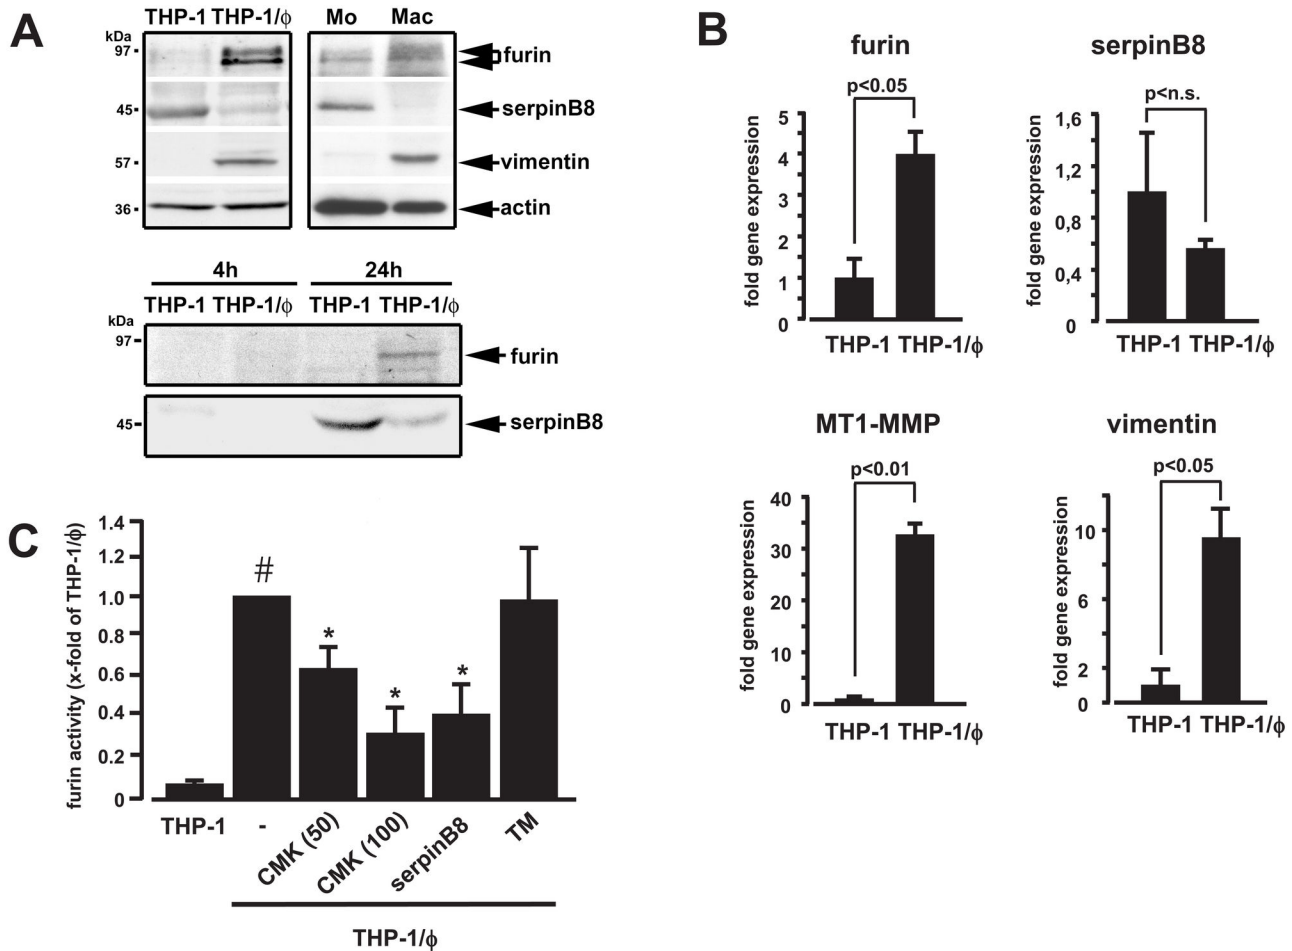 A
THP-1 THP-1/ϕ Mo Mac
kDa
97
furin
45
serpinB8
57
vimentin
36
actin
4h 24h
THP-1 THP-1/ϕ THP-1 THP-1/ϕ
kDa
97
furin
45
serpinB8
B
furin
p<0.05
fold gene expression
5
4
3
2
1
0
THP-1 THP-1/ϕ
serpinB8
p<n.s.
fold gene expression
1,6
1,2
0,8
0,4
0
THP-1 THP-1/ϕ
MT1-MMP
p<0.01
fold gene expression
40
30
20
10
0
THP-1 THP-1/ϕ
vimentin
p<0.05
fold gene expression
10
6
2
0
THP-1 THP-1/ϕ
C
furin activity (x-fold of THP-1/ϕ)
1.4
1.2
1.0
0.8
0.6
0.4
0.2
0
#
*
*
*
THP-1 - CMK (50) CMK (100) serpinB8 TM
THP-1/ϕ